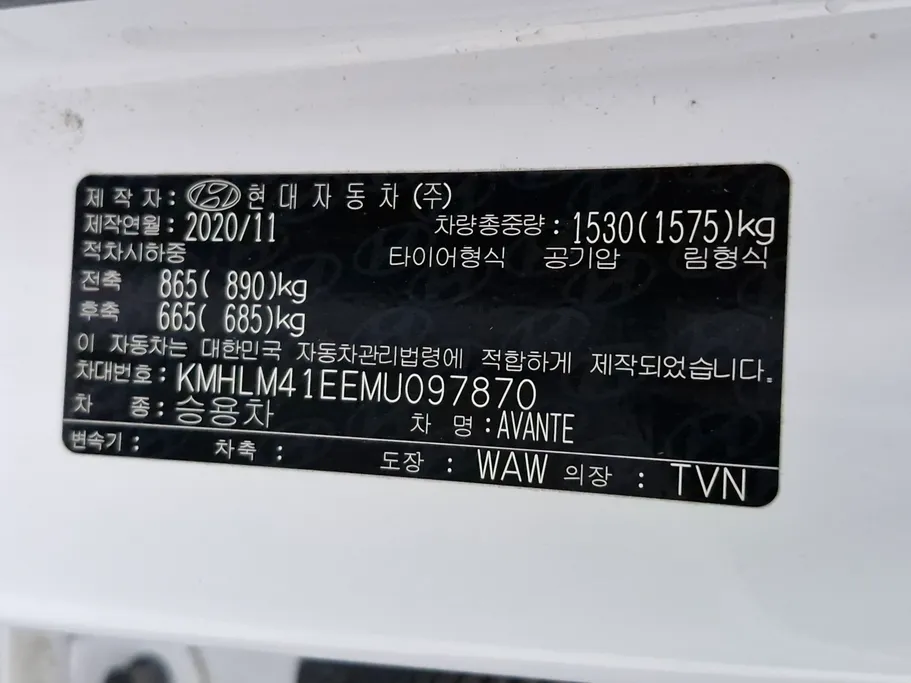 제 작 자 : 현 대 자 동 차 (주)
제작연월 : 2020/11 차량총중량 : 1530(1575)kg
적차시하중 타이어형식 공기압 림형식
전축 865( 890)kg
후축 665( 685)kg
이 자동차는 대한민국 자동차관리법령에 적합하게 제작되었습니다.
차대번호 : KMHLM41EEMU097870
차 종 : 승용차 차 명 : AVANTE
변속기 : 차축 : 도장 : WAW 의장 : TVN